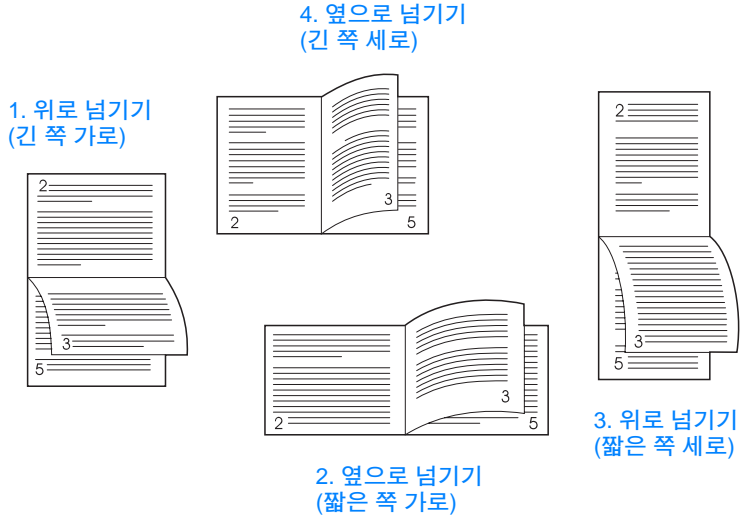 4. 옆으로 넘기기
(긴 쪽 세로)
1. 위로 넘기기
(긴 쪽 가로)
2
3
5
2
3
5
2
3
5
2
3
5
3. 위로 넘기기
(짧은 쪽 세로)
2. 옆으로 넘기기
(짧은 쪽 가로)